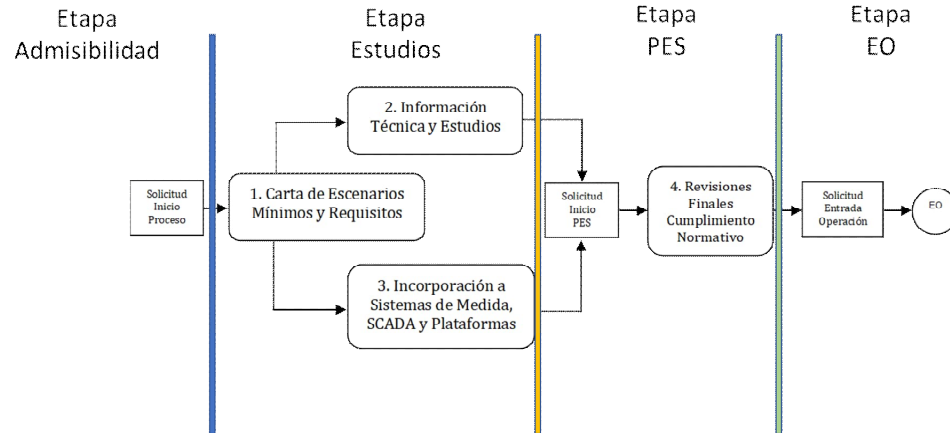 Etapa
Admisibilidad
Etapa
Estudios
Etapa
PES
Etapa
EO
Solicitud
Inicio
Proceso
1. Carta de Escenarios
Mínimos y Requisitos
2. Información
Técnica y Estudios
3. Incorporación a
Sistemas de Medida,
SCADA y Plataformas
Solicitud
Inicio
PES
4. Revisiones
Finales
Cumplimiento
Normativo
Solicitud
Entrada
Operación
EO